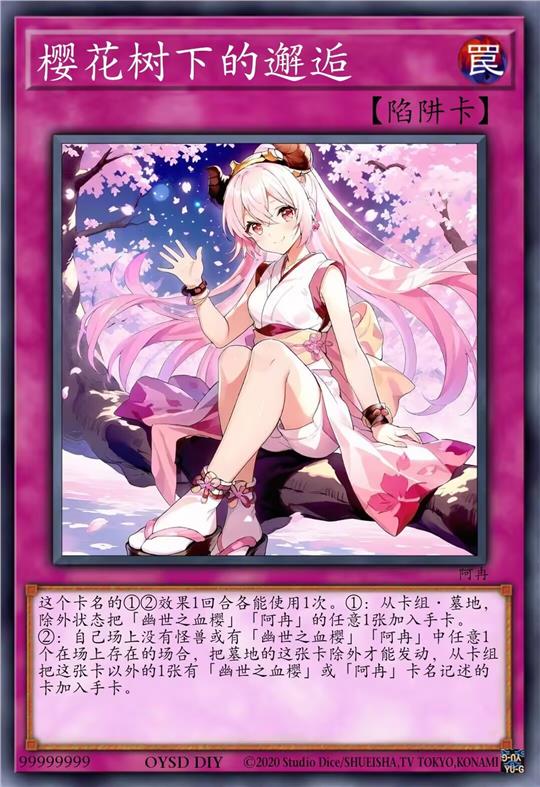 樱花树下的邂逅
罠
【陷阱卡】
阿冉
这个卡名的①②效果1回合各能使用1次。①：从卡组·墓地，
除外状态把「幽世之血樱」「阿冉」的任意1张加入手卡。
②：自己场上没有怪兽或有「幽世之血樱」「阿冉」中任意1
个在场上存在的场合，把墓地的这张卡除外才能发动，从卡组
把这张卡以外的1张有「幽世之血樱」或「阿冉」卡名记述的
卡加入手卡。
99999999 OYSD DIY ©2020 Studio Dice/SHUEISHA,TV TOKYO,KONAMI
YU-G